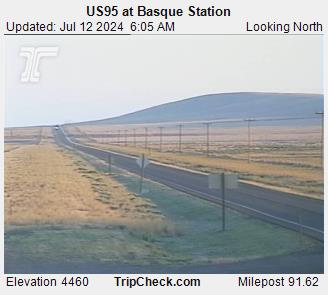 US95 at Basque Station
Updated: Jul 12 2024 6:05 AM Looking North
Elevation 4460 TripCheck.com Milepost 91.62